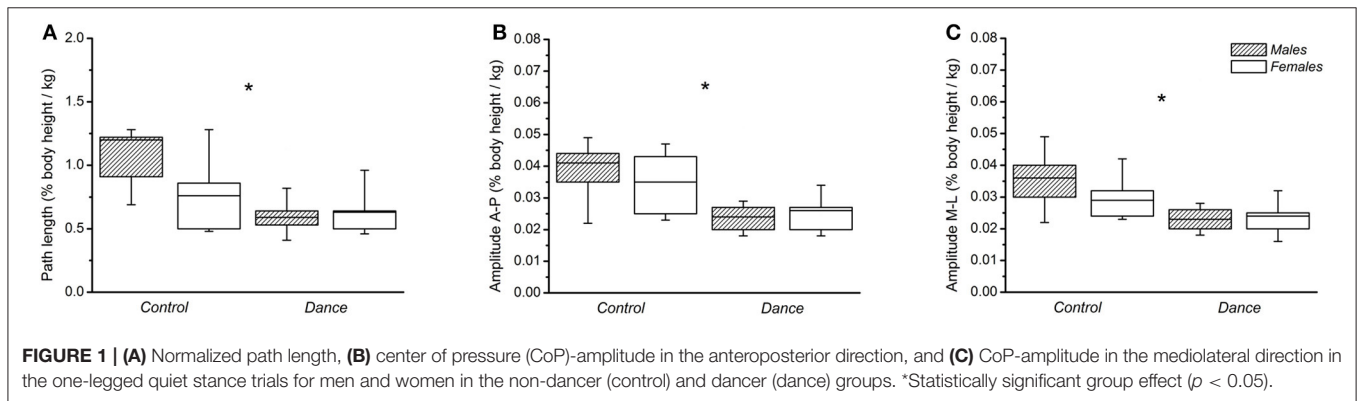 A
B
C
2.0
1.5
1.0
0.5
0.0
Path length (% body height / kg)
*
Control
Dance
0.08
0.07
0.06
0.05
0.04
0.03
0.02
0.01
0.00
Amplitude A-P (% body height / kg)
*
Control
Dance
0.08
0.07
0.06
0.05
0.04
0.03
0.02
0.01
0.00
Amplitude M-L (% body height / kg)
*
Males
Females
Control
Dance
FIGURE 1 | (A) Normalized path length, (B) center of pressure (CoP)-amplitude in the anteroposterior direction, and (C) CoP-amplitude in the mediolateral direction in
the one-legged quiet stance trials for men and women in the non-dancer (control) and dancer (dance) groups. *Statistically significant group effect (p < 0.05).